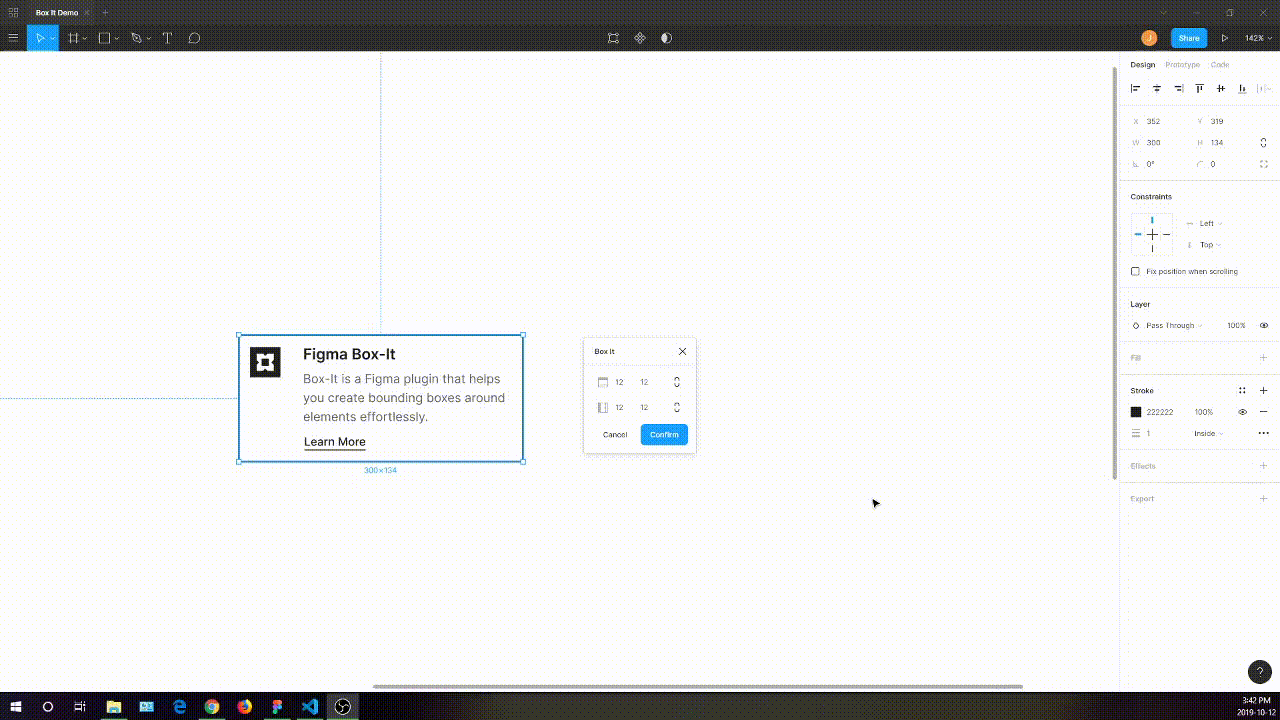 Box It Demo
Share
142%
Design Prototype Code
X 352 Y 319
W 300 H 134
0° 0
Constraints
Left
Top
Fix position when scrolling
Layer
Pass Through 100%
Fill
Stroke
222222 100%
1 Inside
Effects
Export
Figma Box-It
Box-It is a Figma plugin that helps
you create bounding boxes around
elements effortlessly.
Learn More
300×134
Box It
12 12
12 12
Cancel Confirm
?
3:42 PM
2019-10-12